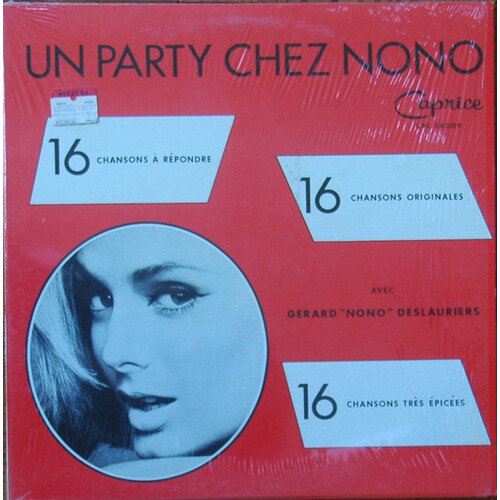 UN PARTY CHEZ NONO
Caprice
16 CHANSONS À RÉPONDRE
16 CHANSONS ORIGINALES
AVEC
GERARD "NONO" DESLAURIERS
16 CHANSONS TRÈS ÉPICÉES